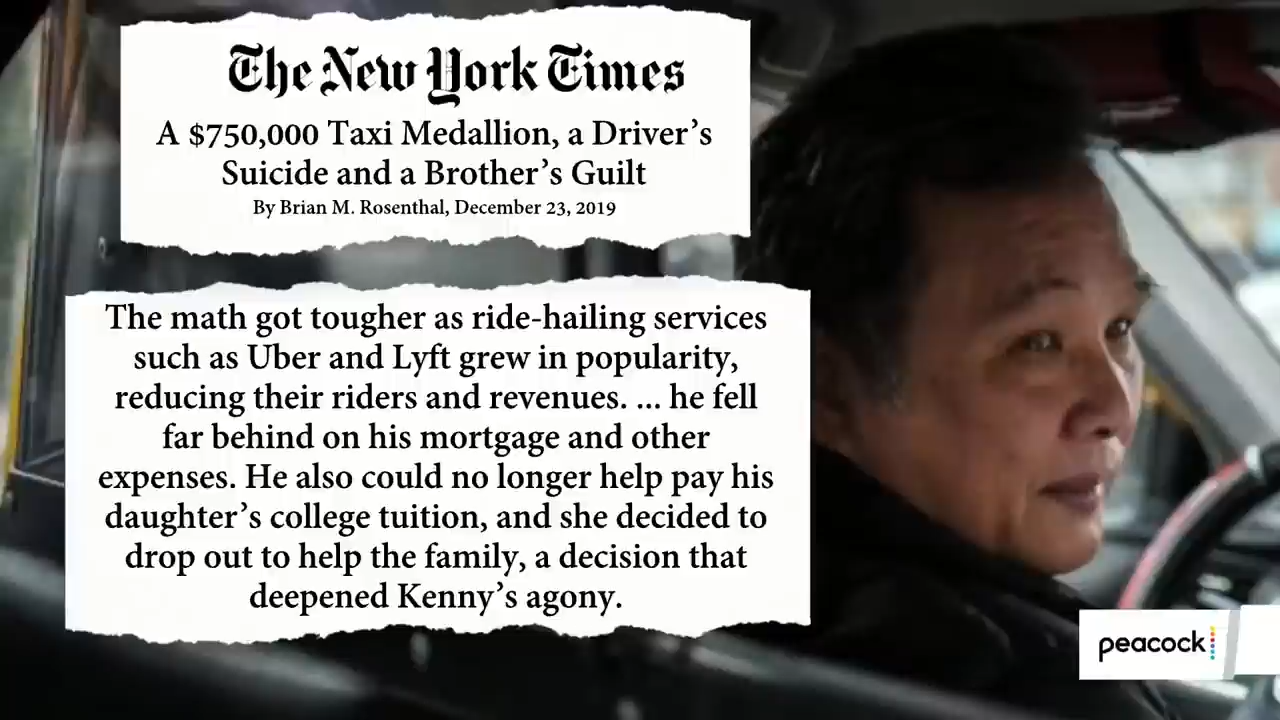 The New York Times
A $750,000 Taxi Medallion, a Driver’s
Suicide and a Brother’s Guilt
By Brian M. Rosenthal, December 23, 2019
The math got tougher as ride-hailing services
such as Uber and Lyft grew in popularity,
reducing their riders and revenues. ... he fell
far behind on his mortgage and other
expenses. He also could no longer help pay his
daughter’s college tuition, and she decided to
drop out to help the family, a decision that
deepened Kenny’s agony.
peacock